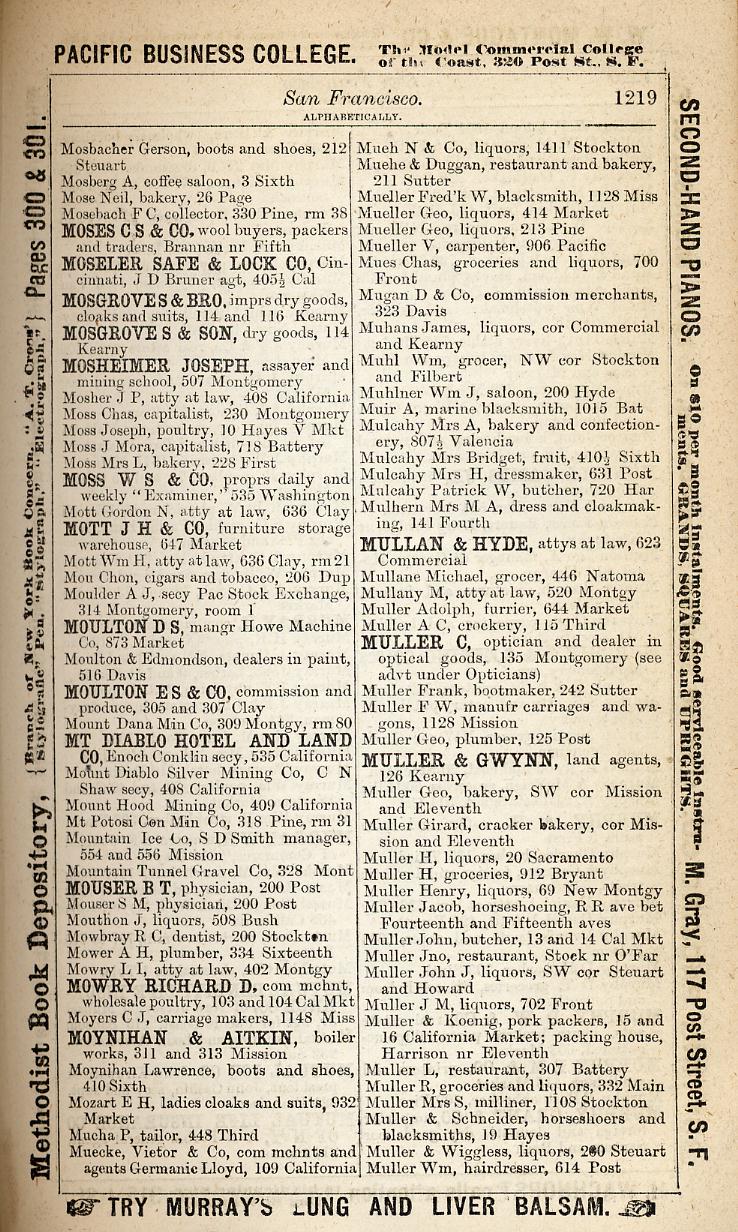 PACIFIC BUSINESS COLLEGE. The Model Commercial College
of the Coast, 320 Post St., S. F.
San Francisco. 1219
ALPHABETICALLY.
Mosbacher Gerson, boots and shoes, 212
Steuart
Mosberg A, coffee saloon, 3 Sixth
Mose Neil, bakery, 26 Page
Mosebach F C, collector, 330 Pine, rm 38
MOSES C S & CO, wool buyers, packers
and traders, Brannan nr Fifth
MOSELER SAFE & LOCK CO, Cin-
cinnati, J D Bruner agt, 405½ Cal
MOSGROVE S & BRO, imprs dry goods,
cloaks and suits, 114 and 116 Kearny
MOSGROVE S & SON, dry goods, 114
Kearny
MOSHEIMER JOSEPH, assayer and
mining school, 507 Montgomery
Mosher J P, atty at law, 408 California
Moss Chas, capitalist, 230 Montgomery
Moss Joseph, poultry, 10 Hayes V Mkt
Moss J Mora, capitalist, 718 Battery
Moss Mrs L, bakery, 228 First
MOSS W S & CO, proprs daily and
weekly "Examiner," 535 Washington
Mott Gordon N, atty at law, 636 Clay
MOTT J H & CO, furniture storage
warehouse, 647 Market
Mott Wm H, atty at law, 636 Clay, rm 21
Mou Chon, cigars and tobacco, 206 Dup
Moulder A J, secy Pac Stock Exchange,
314 Montgomery, room 1
MOULTON D S, mangr Howe Machine
Co, 873 Market
Moulton & Edmondson, dealers in paint,
516 Davis
MOULTON E S & CO, commission and
produce, 305 and 307 Clay
Mount Dana Min Co, 309 Montgy, rm 80
MT DIABLO HOTEL AND LAND
CO, Enoch Conklin secy, 535 California
Mount Diablo Silver Mining Co, C N
Shaw secy, 408 California
Mount Hood Mining Co, 409 California
Mt Potosi Con Min Co, 318 Pine, rm 31
Mountain Ice Co, S D Smith manager,
554 and 556 Mission
Mountain Tunnel Gravel Co, 328 Mont
MOUSER B T, physician, 200 Post
Mouser S M, physician, 200 Post
Mouthon J, liquors, 508 Bush
Mowbray R C, dentist, 200 Stockton
Mower A H, plumber, 334 Sixteenth
Mowry L I, atty at law, 402 Montgy
MOWRY RICHARD D, com mchnt,
wholesale poultry, 103 and 104 Cal Mkt
Moyers C J, carriage makers, 1148 Miss
MOYNIHAN & AITKIN, boiler
works, 311 and 313 Mission
Moynihan Lawrence, boots and shoes,
410 Sixth
Mozart E H, ladies cloaks and suits, 932
Market
Mucha P, tailor, 448 Third
Muecke, Vietor & Co, com mchnts and
agents Germanic Lloyd, 109 California
Mueh N & Co, liquors, 1411 Stockton
Muehe & Duggan, restaurant and bakery,
211 Sutter
Mueller Fred'k W, blacksmith, 1128 Miss
Mueller Geo, liquors, 414 Market
Mueller Geo, liquors, 213 Pine
Mueller V, carpenter, 906 Pacific
Mues Chas, groceries and liquors, 700
Front
Mugan D & Co, commission merchants,
323 Davis
Muhans James, liquors, cor Commercial
and Kearny
Muhl Wm, grocer, NW cor Stockton
and Filbert
Muhlner Wm J, saloon, 200 Hyde
Muir A, marine blacksmith, 1015 Bat
Mulcahy Mrs A, bakery and confection-
ery, 807½ Valencia
Mulcahy Mrs Bridget, fruit, 410½ Sixth
Mulcahy Mrs H, dressmaker, 631 Post
Mulcahy Patrick W, butcher, 720 Har
Mulhern Mrs M A, dress and cloakmak-
ing, 141 Fourth
MULLAN & HYDE, attys at law, 623
Commercial
Mullane Michael, grocer, 446 Natoma
Mullany M, atty at law, 520 Montgy
Muller Adolph, furrier, 644 Market
Muller A C, crockery, 115 Third
MULLER C, optician and dealer in
optical goods, 135 Montgomery (see
advt under Opticians)
Muller Frank, bootmaker, 242 Sutter
Muller F W, manufr carriages and wa-
gons, 1128 Mission
Muller Geo, plumber, 125 Post
MULLER & GWYNN, land agents,
126 Kearny
Muller Geo, bakery, SW cor Mission
and Eleventh
Muller Girard, cracker bakery, cor Mis-
sion and Eleventh
Muller H, liquors, 20 Sacramento
Muller H, groceries, 912 Bryant
Muller Henry, liquors, 69 New Montgy
Muller Jacob, horseshoeing, R R ave bet
Fourteenth and Fifteenth aves
Muller John, butcher, 13 and 14 Cal Mkt
Muller Jno, restaurant, Stock nr O'Far
Muller John J, liquors, SW cor Steuart
and Howard
Muller J M, liquors, 702 Front
Muller & Koenig, pork packers, 15 and
16 California Market; packing house,
Harrison nr Eleventh
Muller L, restaurant, 307 Battery
Muller R, groceries and liquors, 332 Main
Muller Mrs S, milliner, 1108 Stockton
Muller & Schneider, horseshoers and
blacksmiths, 19 Hayes
Muller & Wiggless, liquors, 200 Steuart
Muller Wm, hairdresser, 614 Post
Methodist Book Depository, { Branch of New York Book Concern. "A. T. Cross'
"Stylografic" Pen. "Stylograph," "Electrograph," } Pages 300 & 301.
SECOND-HAND PIANOS. On $10 per month instalments. Good serviceable Instru-
ments. GRANDS, SQUARES and UPRIGHTS. M. Gray, 117 Post Street, S. F.
TRY MURRAY'S LUNG AND LIVER BALSAM.